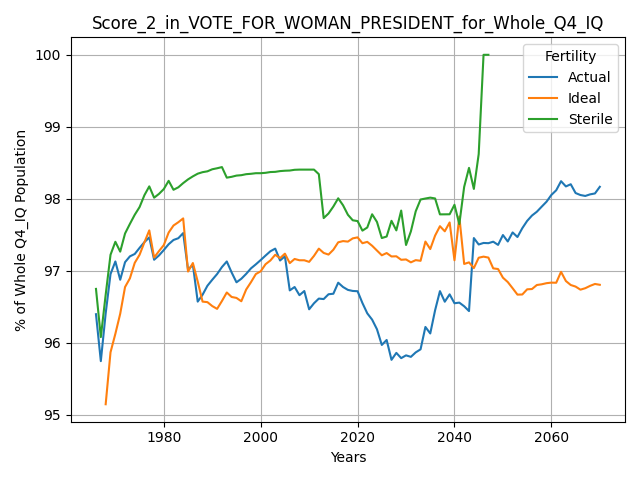 Score_2_in_VOTE_FOR_WOMAN_PRESIDENT_for_Whole_Q4_IQ
Fertility
Actual
Ideal
Sterile
% of Whole Q4_IQ Population
100
99
98
97
96
95
1980
2000
2020
2040
2060
Years